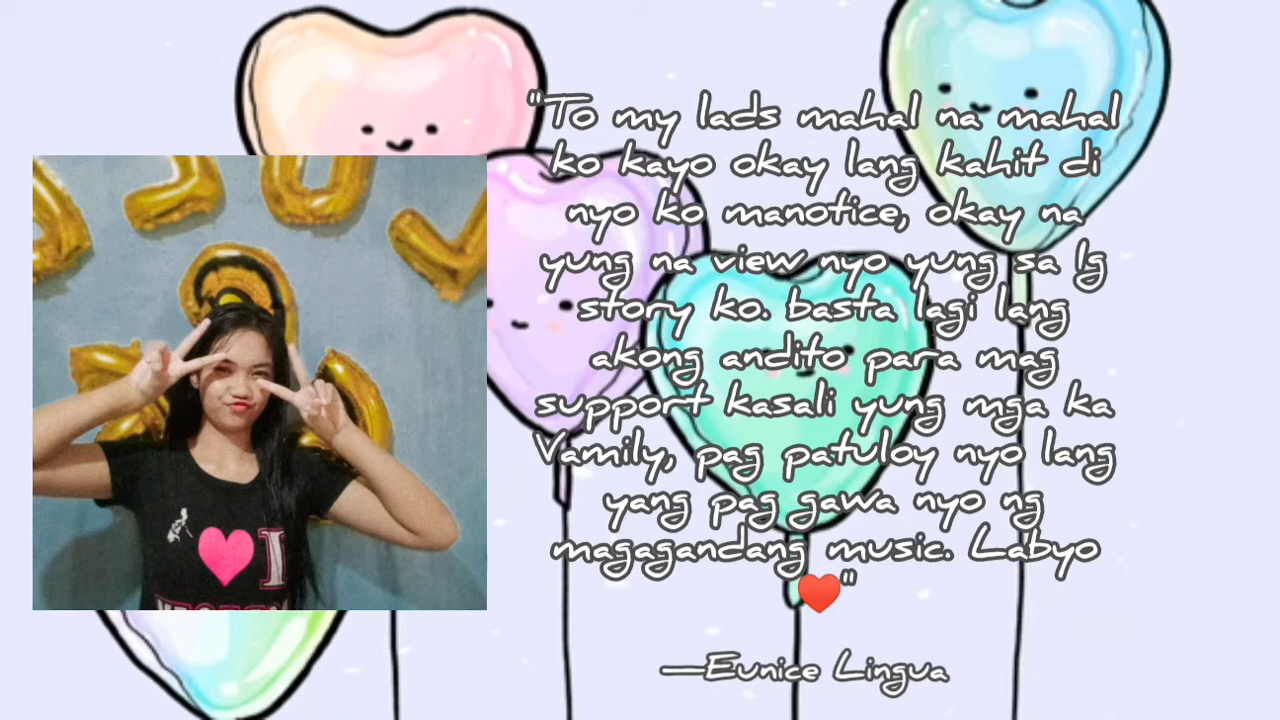 "To my lads mahal na mahal
ko kayo okay lang kahit di
nyo ko manotice, okay na
yung na view nyo yung sa Ig
story ko. basta lagi lang
akong andito para mag
support kasali yung mga ka
Vamily, pag patuloy nyo lang
yang pag gawa nyo ng
magagandang music. Labyo
♥️"
—Eunice Lingua
I